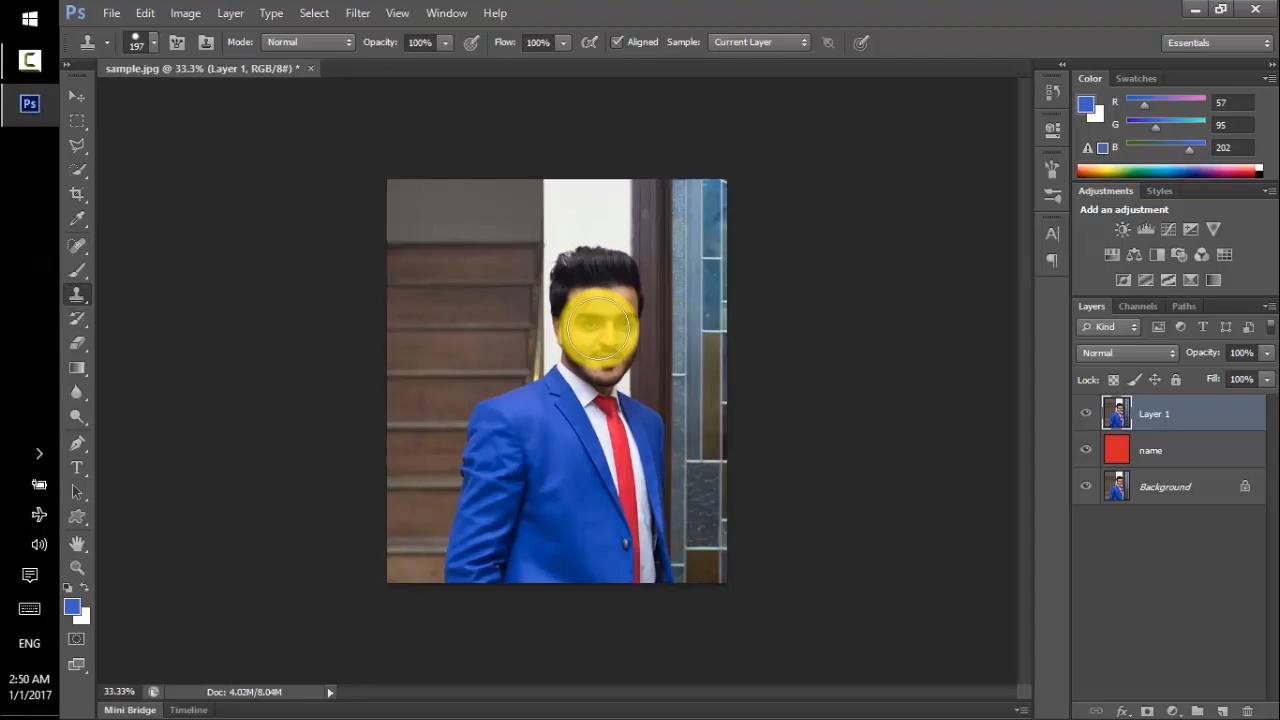 Ps File Edit Image Layer Type Select Filter View Window Help
197 Mode: Normal Opacity: 100% Flow: 100% Aligned Sample: Current Layer Essentials
sample.jpg @ 33.3% (Layer 1, RGB/8#) *
Color Swatches
R 57
G 95
B 202
Adjustments Styles
Add an adjustment
Layers Channels Paths
Kind
Normal Opacity: 100%
Lock: Fill: 100%
Layer 1
name
Background
Ps
ENG
2:50 AM
1/1/2017
33.33% Doc: 4.02M/8.04M
Mini Bridge Timeline